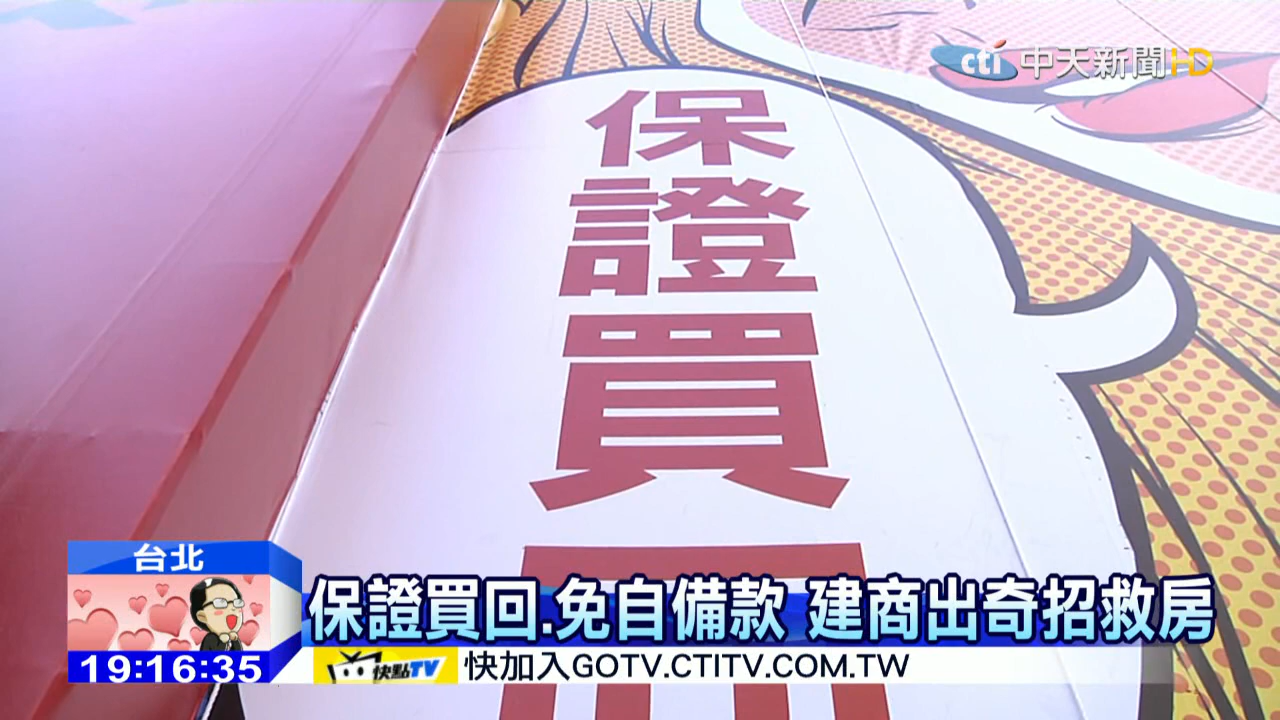 cti 中天新聞HD
保證買回
台北
保證買回.免自備款 建商出奇招救房
19:16:35
快點TV 快加入GOTV.CTITV.COM.TW